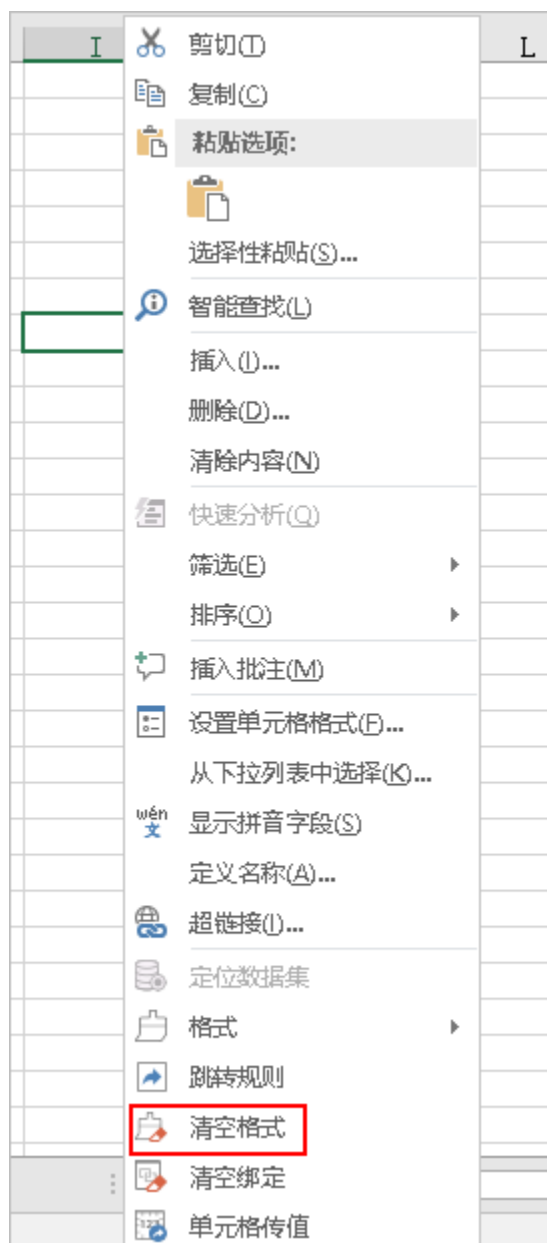 I
L
剪切(T)
复制(C)
粘贴选项:
选择性粘贴(S)...
智能查找(L)
插入(I)...
删除(D)...
清除内容(N)
快速分析(Q)
筛选(E)
排序(O)
插入批注(M)
设置单元格格式(F)...
从下拉列表中选择(K)...
wén
文
显示拼音字段(S)
定义名称(A)...
超链接(I)...
定位数据集
格式
跳转规则
清空格式
清空绑定
123
单元格传值